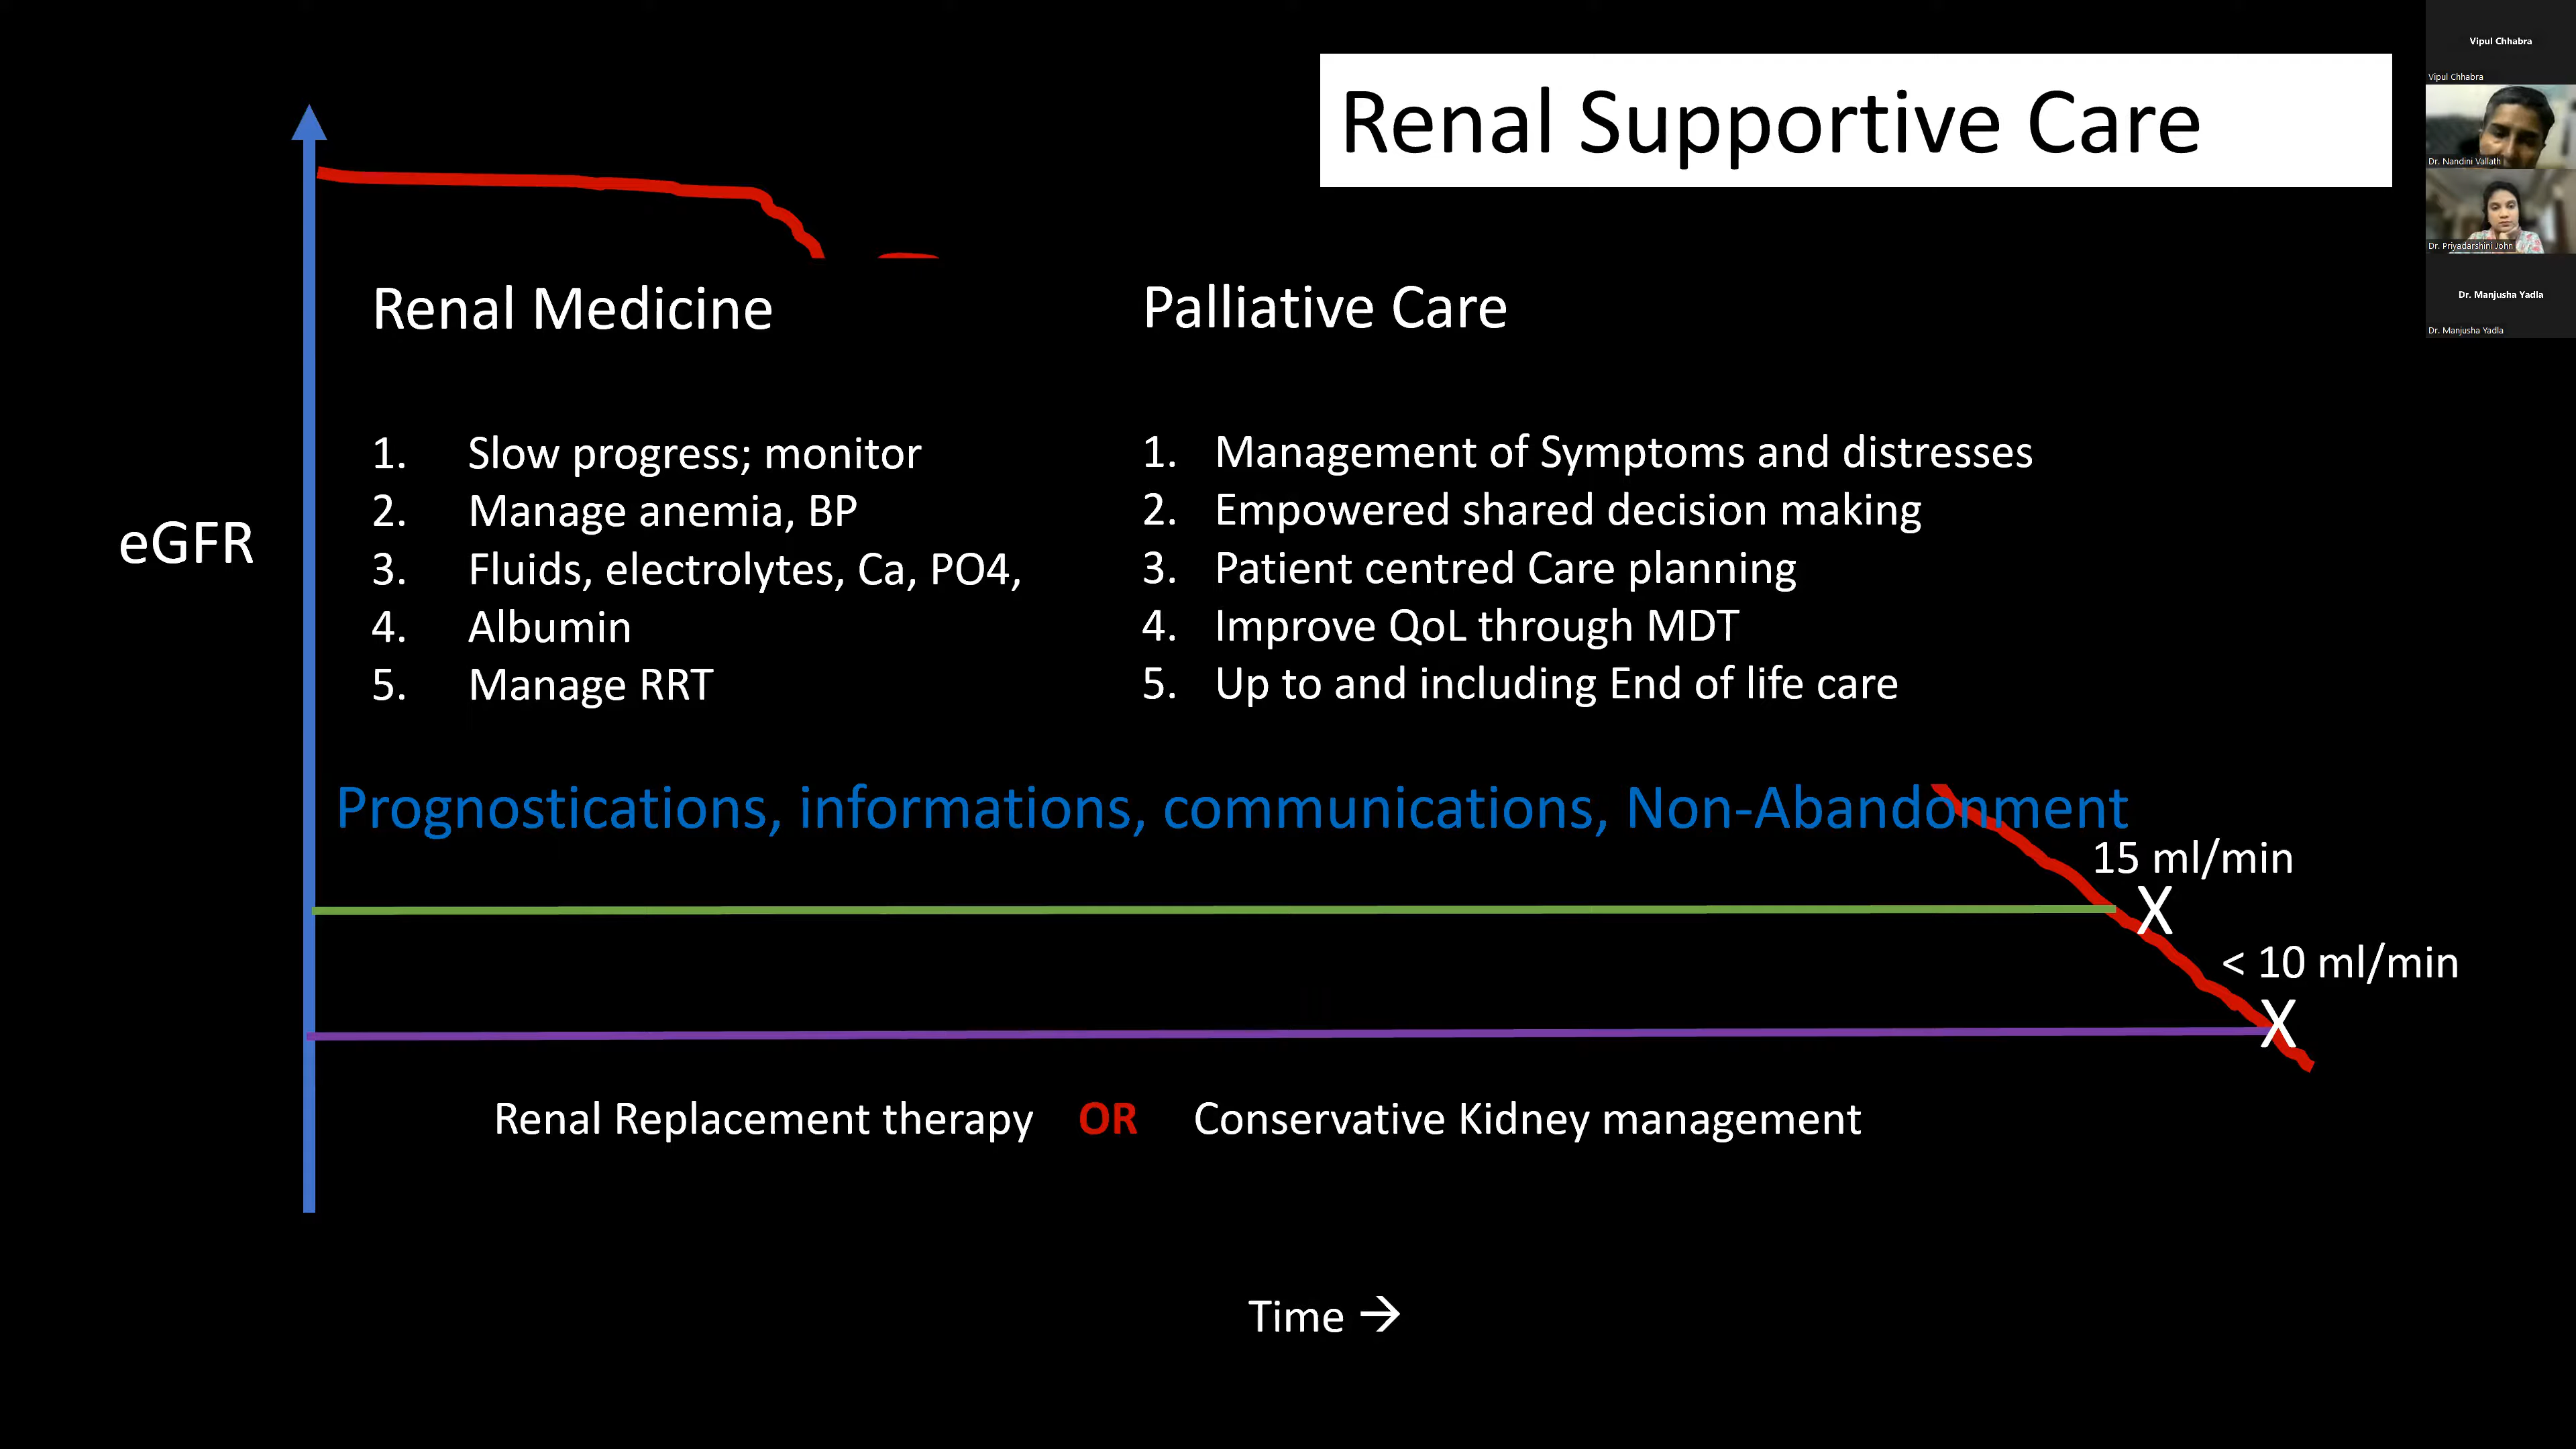 Renal Supportive Care
Vipul Chhabra
Vipul Chhabra
Dr. Nandini Vallath
Dr. Priyadarshini John
Dr. Manjusha Yadla
Dr. Manjusha Yadla
eGFR
Renal Medicine
1. Slow progress; monitor
2. Manage anemia, BP
3. Fluids, electrolytes, Ca, PO4,
4. Albumin
5. Manage RRT
Palliative Care
1. Management of Symptoms and distresses
2. Empowered shared decision making
3. Patient centred Care planning
4. Improve QoL through MDT
5. Up to and including End of life care
Prognostications, informations, communications, Non-Abandonment
15 ml/min
X
< 10 ml/min
X
Renal Replacement therapy OR Conservative Kidney management
Time →